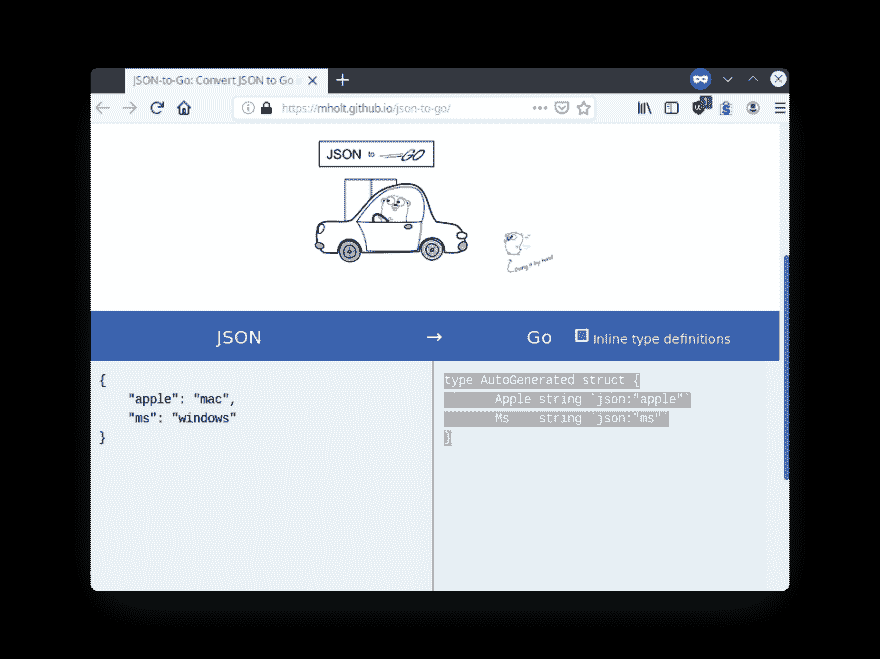 JSON-to-Go: Convert JSON to Go
https://mholt.github.io/json-to-go/
JSON to GO
Doing it by hand
JSON → Go Inline type definitions
{
"apple": "mac",
"ms": "windows"
}
type AutoGenerated struct {
Apple string `json:"apple"`
Ms string `json:"ms"`
}